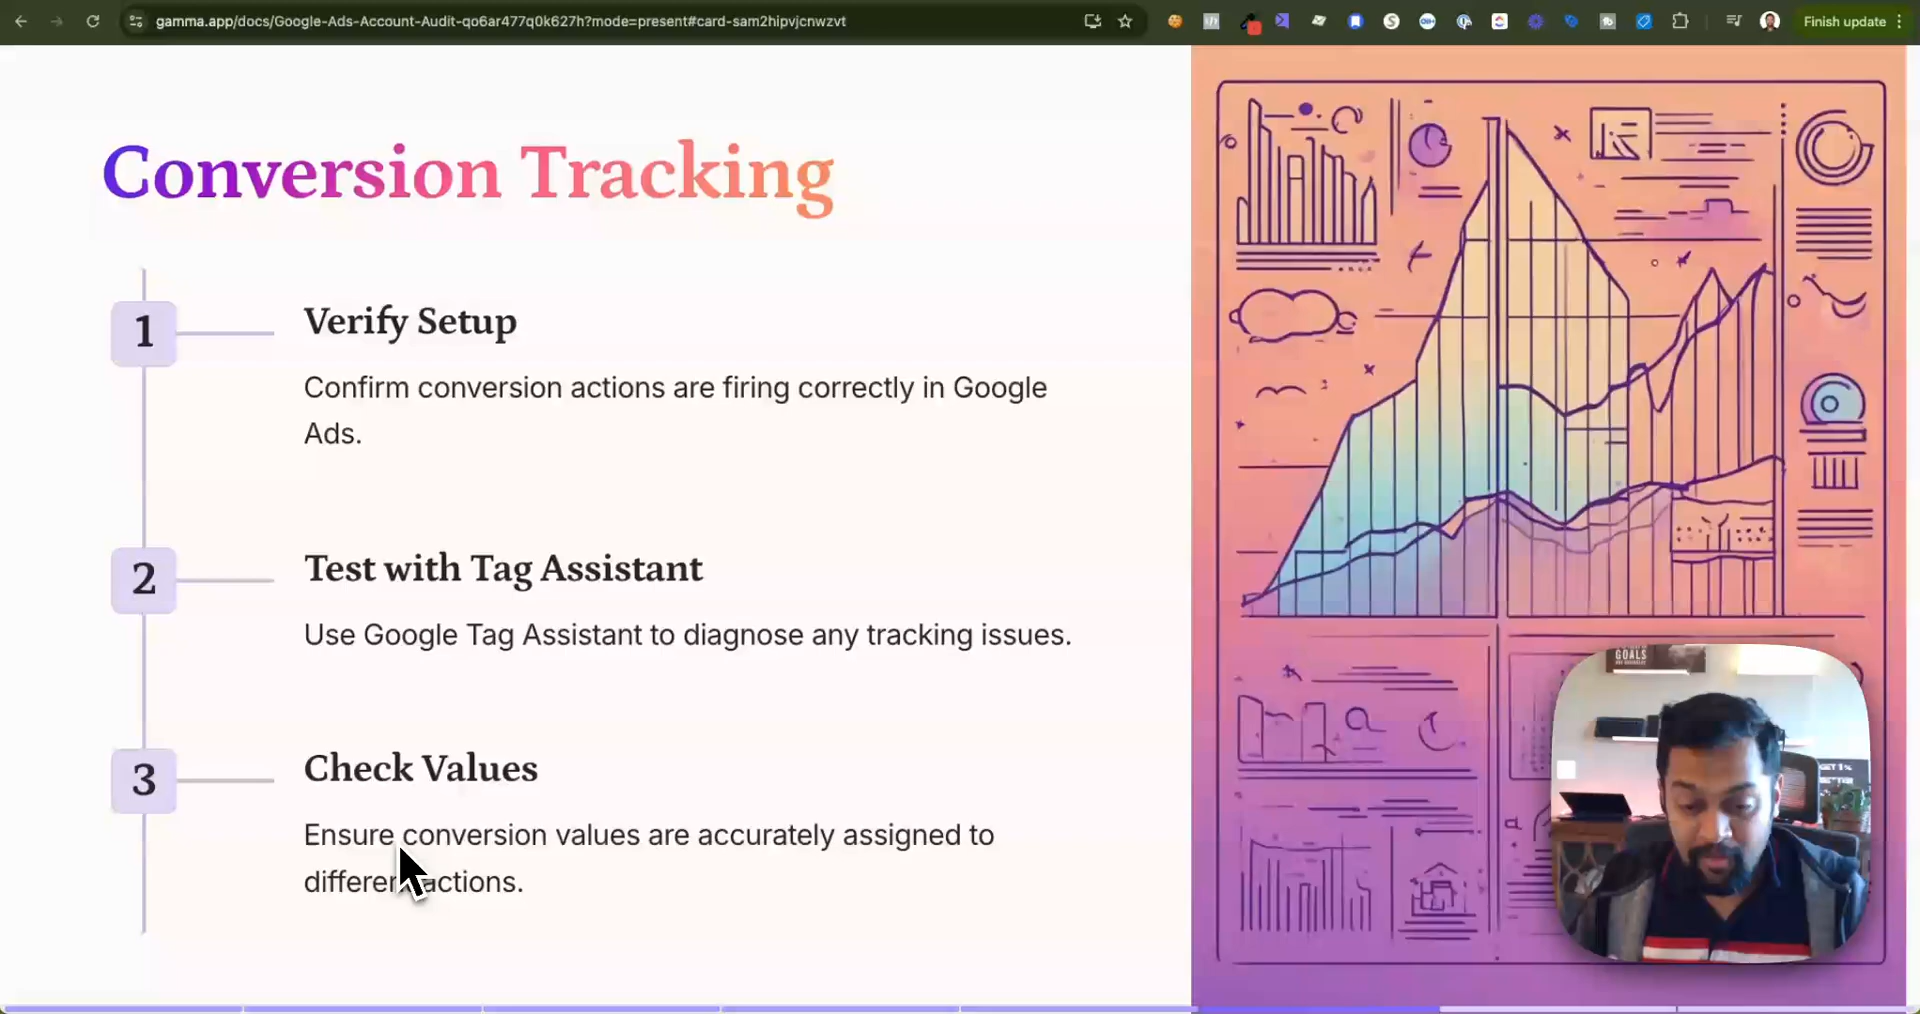 gamma.app/docs/Google-Ads-Account-Audit-qo6ar477q0k627h?mode=present#card-sam2hipvjcnwzvt
Finish update
Conversion Tracking
1
Verify Setup
Confirm conversion actions are firing correctly in Google
Ads.
2
Test with Tag Assistant
Use Google Tag Assistant to diagnose any tracking issues.
3
Check Values
Ensure conversion values are accurately assigned to
different actions.
GOALS